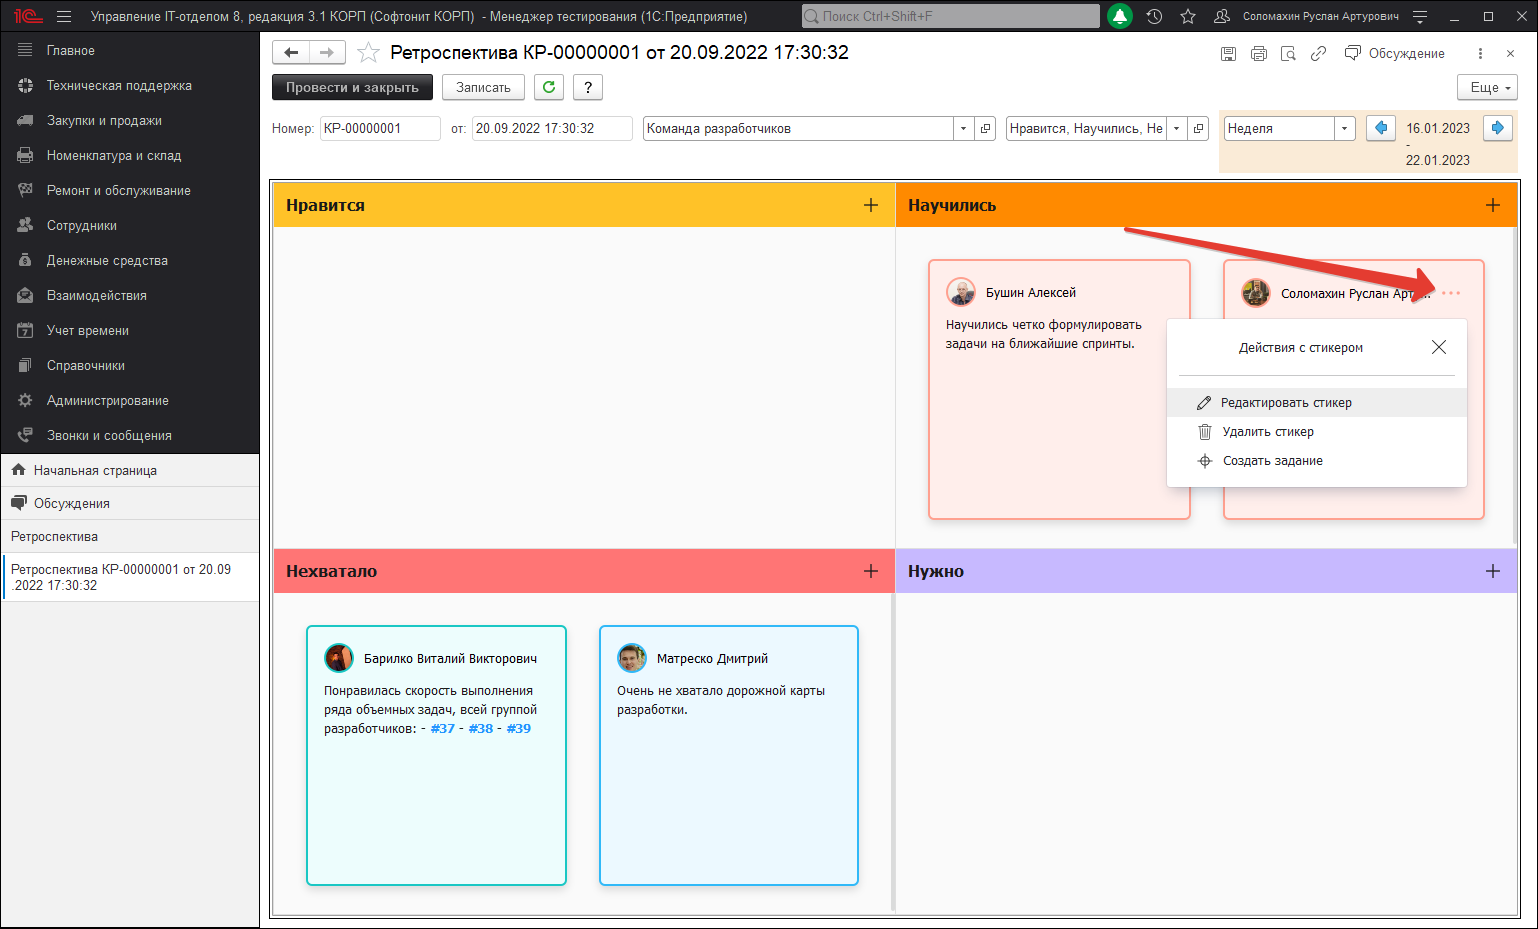 1С Управление IT-отделом 8, редакция 3.1 КОРП (Софтонит КОРП) - Менеджер тестирования (1С:Предприятие)
Поиск Ctrl+Shift+F
Соломахин Руслан Артурович
Главное
Техническая поддержка
Закупки и продажи
Номенклатура и склад
Ремонт и обслуживание
Сотрудники
Денежные средства
Взаимодействия
Учет времени
Справочники
Администрирование
Звонки и сообщения
Начальная страница
Обсуждения
Ретроспектива
Ретроспектива КР-00000001 от 20.09
.2022 17:30:32
Ретроспектива КР-00000001 от 20.09.2022 17:30:32
Обсуждение
Провести и закрыть
Записать
?
Еще
Номер:
КР-00000001
от:
20.09.2022 17:30:32
Команда разработчиков
Нравится, Научились, Не
Неделя
16.01.2023
-
22.01.2023
Нравится
Научились
Бушин Алексей
Научились четко формулировать
задачи на ближайшие спринты.
Соломахин Руслан Арту...
Действия с стикером
Редактировать стикер
Удалить стикер
Создать задание
Нехватало
Барилко Виталий Викторович
Понравилась скорость выполнения
ряда объемных задач, всей группой
разработчиков: - #37 - #38 - #39
Матреско Дмитрий
Очень не хватало дорожной карты
разработки.
Нужно